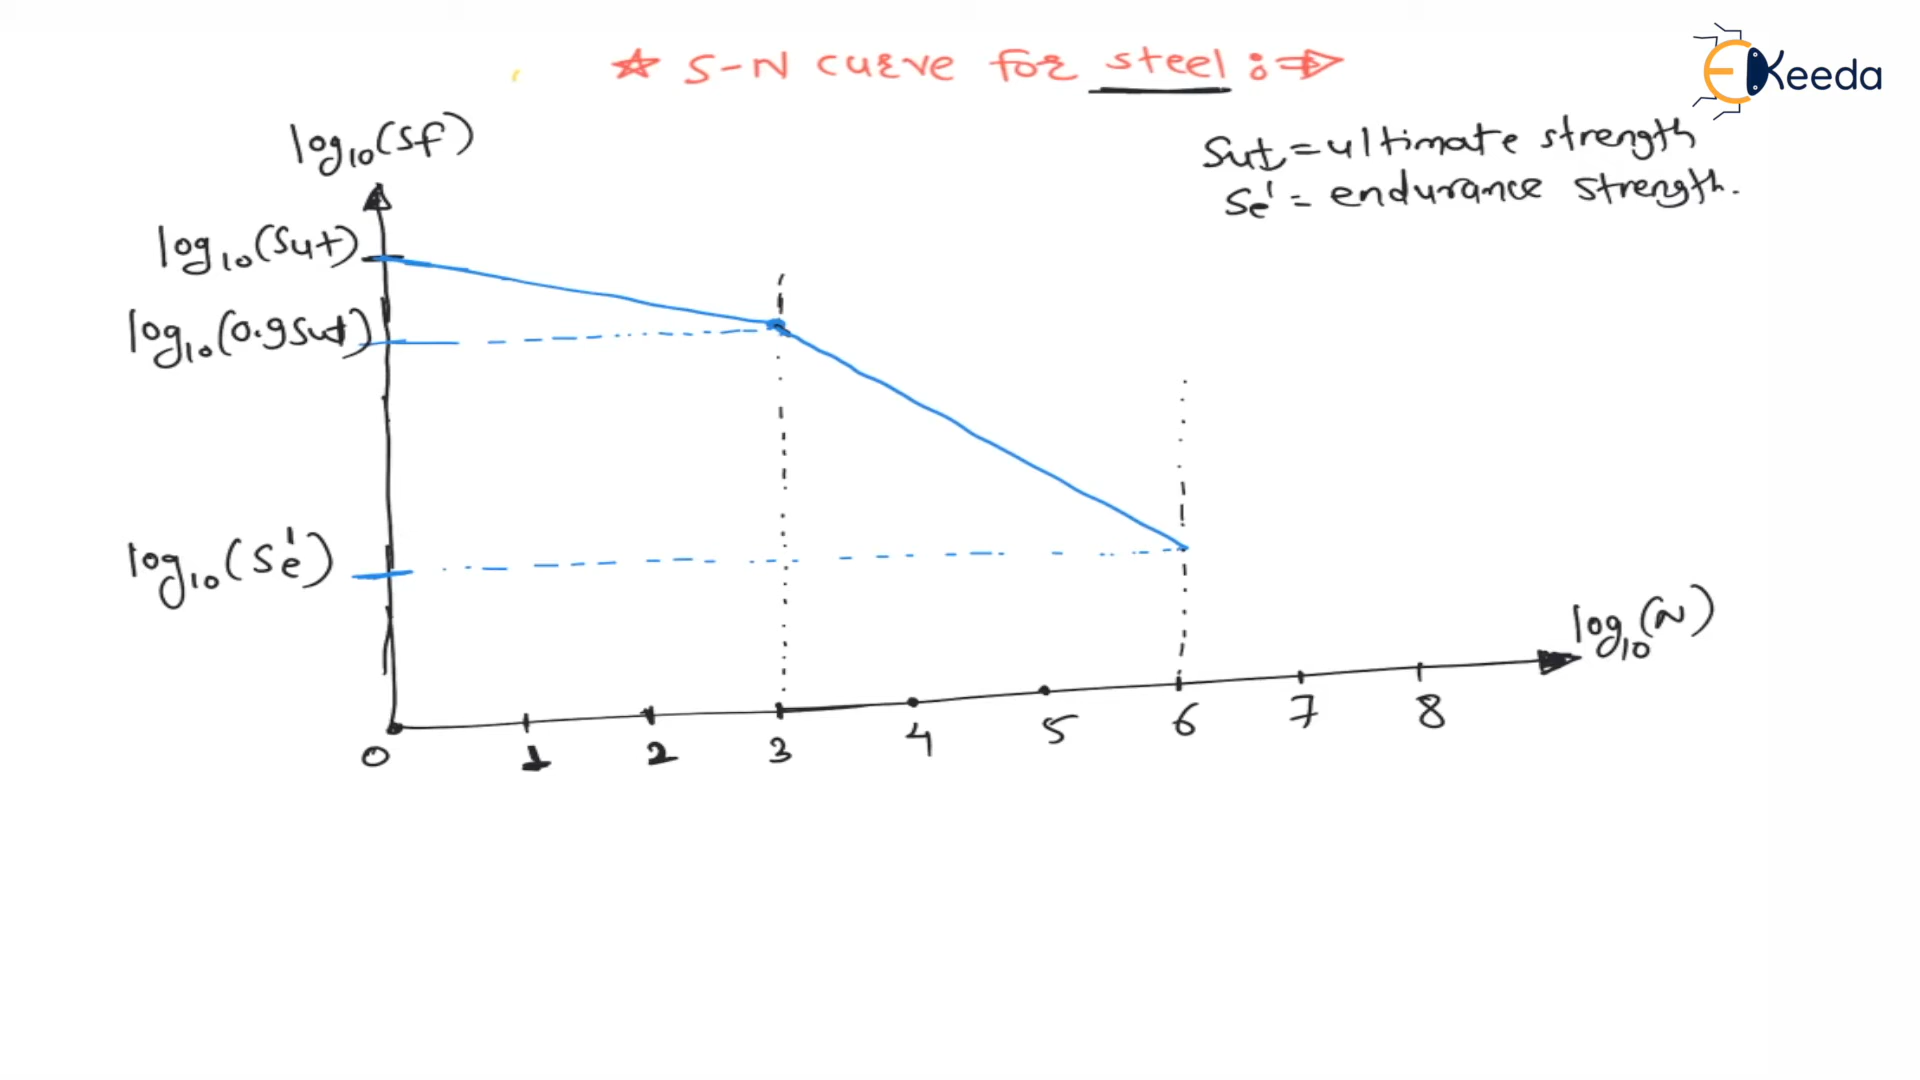 ☆ S-N curve for steel :⇒
EKeeda
log₁₀(Sf)
Sut = ultimate strength
Se' = endurance strength.
log₁₀(Sut)
log₁₀(0.9Sut)
log₁₀(Se')
log₁₀(N)
0 1 2 3 4 5 6 7 8